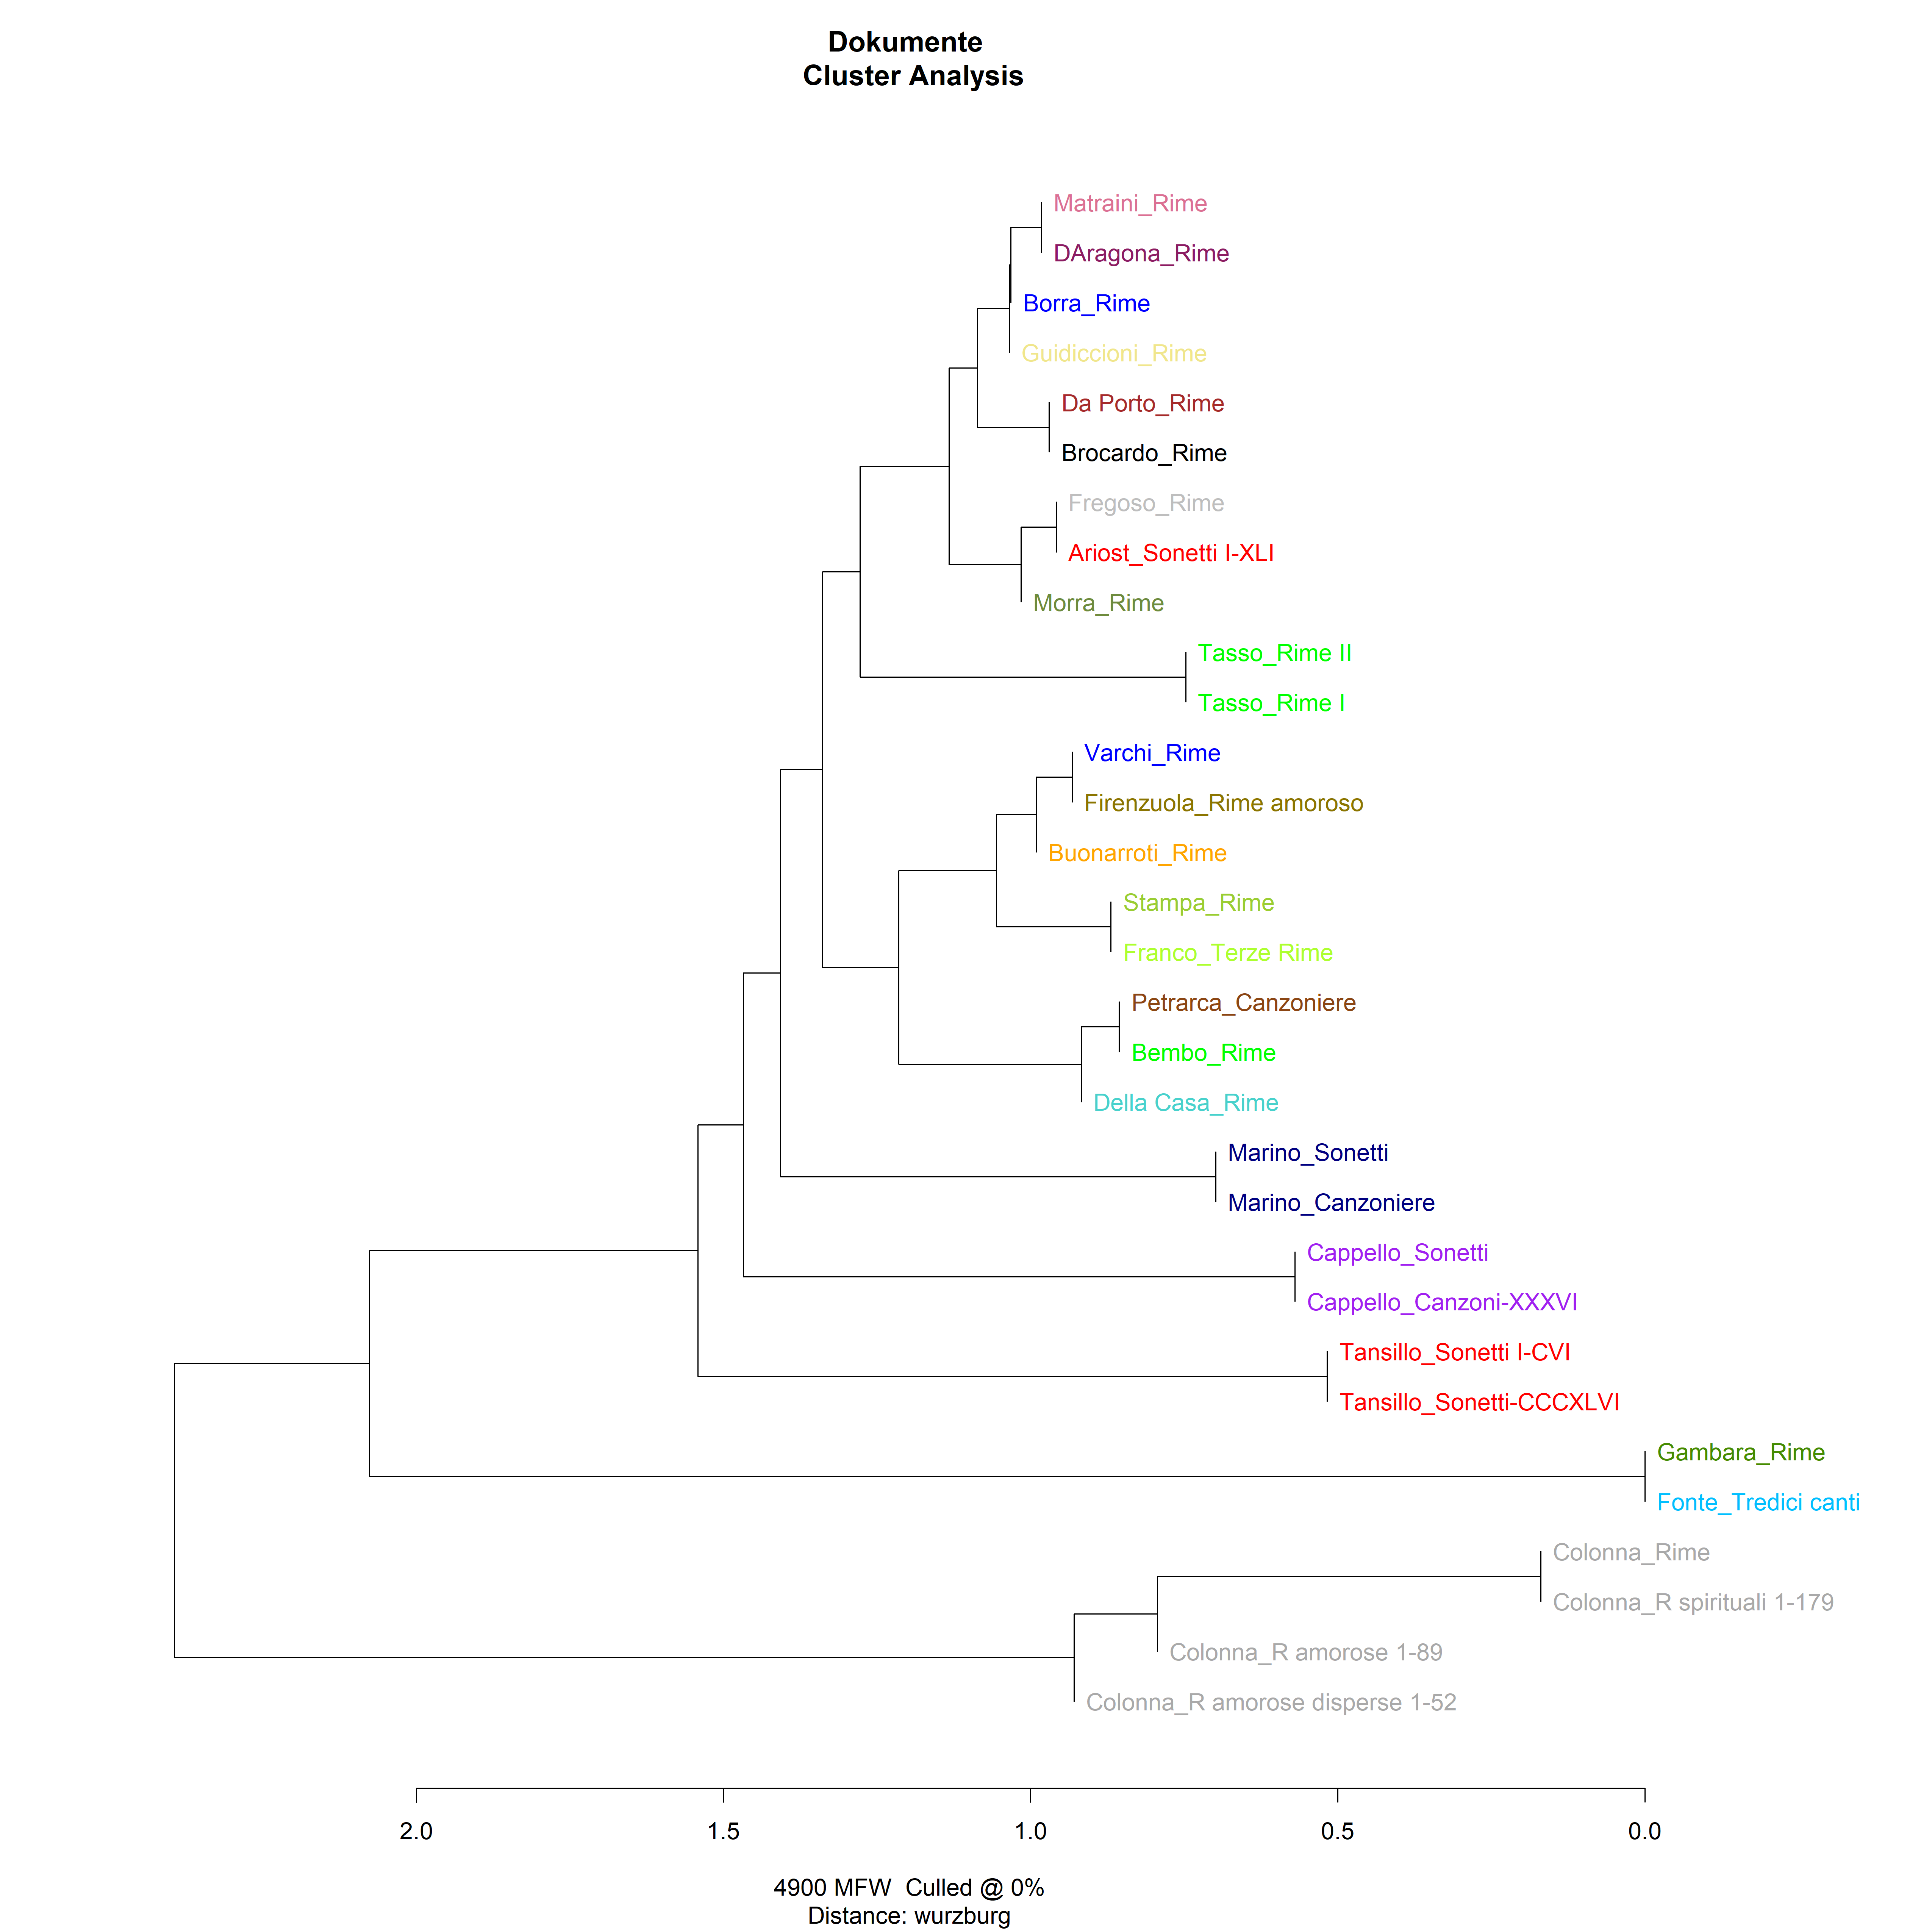 Dokumente
Cluster Analysis
Matraini_Rime
DAragona_Rime
Borra_Rime
Guidiccioni_Rime
Da Porto_Rime
Brocardo_Rime
Fregoso_Rime
Ariost_Sonetti I-XLI
Morra_Rime
Tasso_Rime II
Tasso_Rime I
Varchi_Rime
Firenzuola_Rime amoroso
Buonarroti_Rime
Stampa_Rime
Franco_Terze Rime
Petrarca_Canzoniere
Bembo_Rime
Della Casa_Rime
Marino_Sonetti
Marino_Canzoniere
Cappello_Sonetti
Cappello_Canzoni-XXXVI
Tansillo_Sonetti I-CVI
Tansillo_Sonetti-CCCXLVI
Gambara_Rime
Fonte_Tredici canti
Colonna_Rime
Colonna_R spirituali 1-179
Colonna_R amorose 1-89
Colonna_R amorose disperse 1-52
2.0 1.5 1.0 0.5 0.0
4900 MFW  Culled @ 0%
Distance: wurzburg